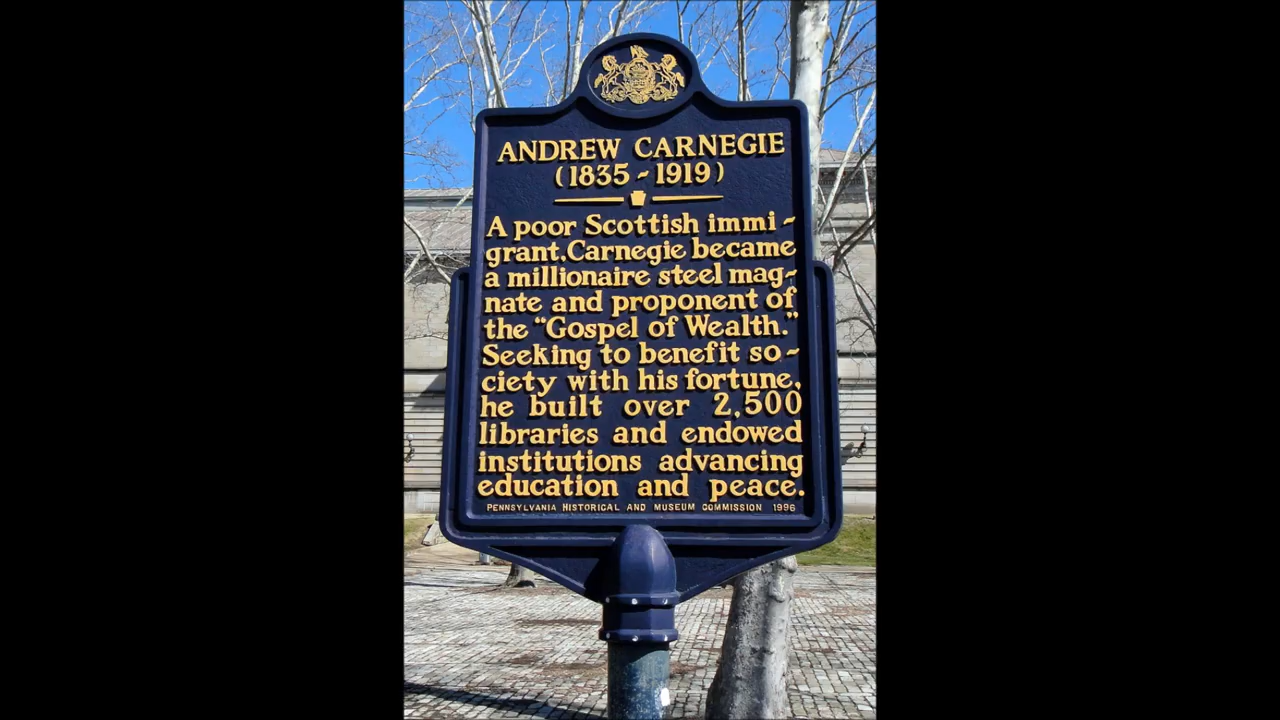 ANDREW CARNEGIE
(1835 - 1919)
A poor Scottish immi-
grant, Carnegie became
a millionaire steel mag-
nate and proponent of
the "Gospel of Wealth."
Seeking to benefit so-
ciety with his fortune,
he built over 2,500
libraries and endowed
institutions advancing
education and peace.
PENNSYLVANIA HISTORICAL AND MUSEUM COMMISSION 1996